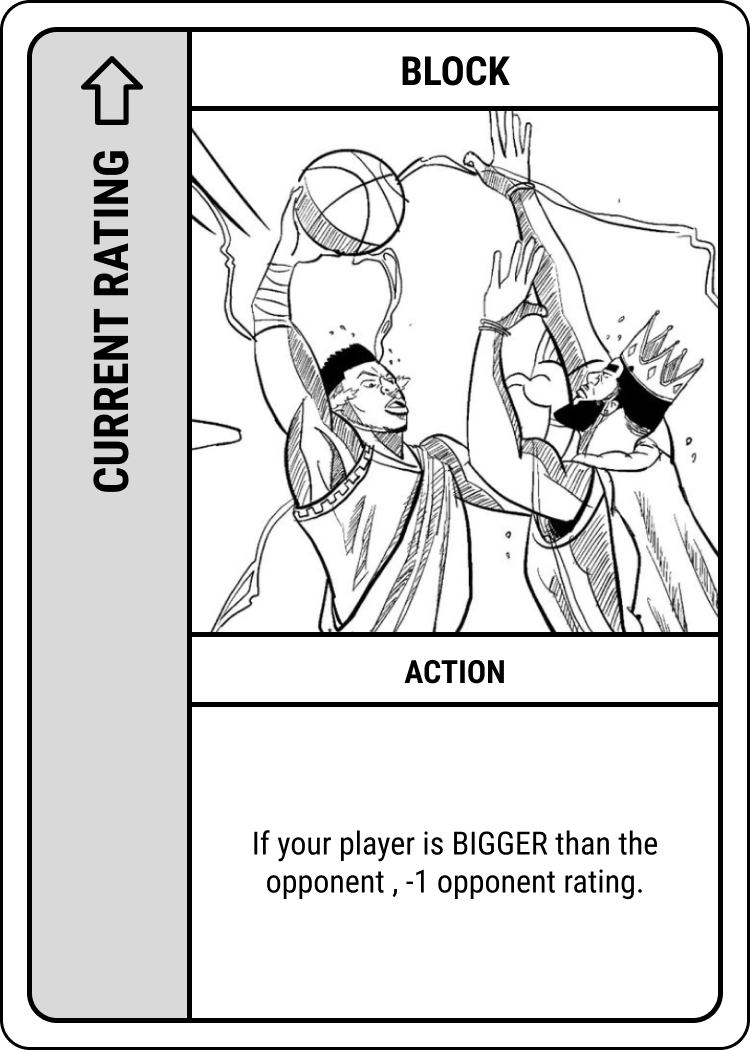 BLOCK
CURRENT RATING
ACTION
If your player is BIGGER than the
opponent , -1 opponent rating.